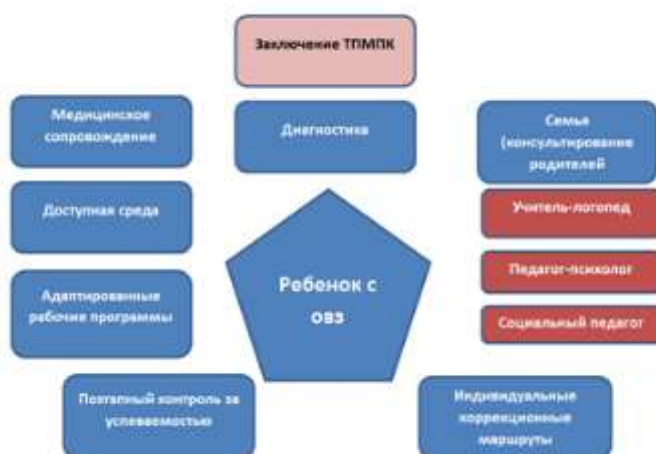 Заключение ТПМПК
Медицинское
сопровождение
Диагностика
Семья
(консультирование
родителей
Доступная среда
Учитель-логопед
Педагог-психолог
Ребенок с
овз
Адаптированные
рабочие программы
Социальный педагог
Поэтапный контроль за
успеваемостью
Индивидуальные
коррекционные
маршруты